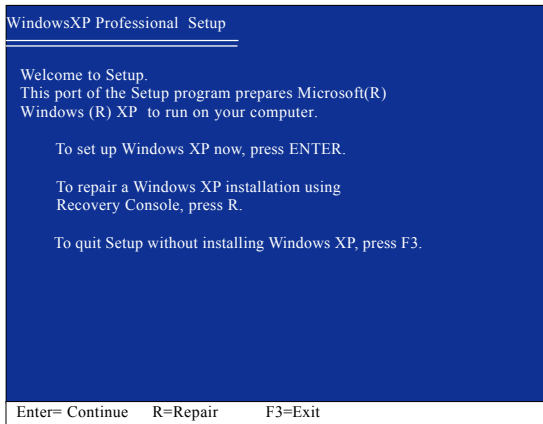 WindowsXP Professional Setup
Welcome to Setup.
This part of the Setup program prepares Microsoft(R)
Windows (R) XP to run on your computer.
To set up Windows XP now, press ENTER.
To repair a Windows XP installation using
Recovery Console, press R.
To quit Setup without installing Windows XP, press F3.
Enter= Continue R=Repair F3=Exit